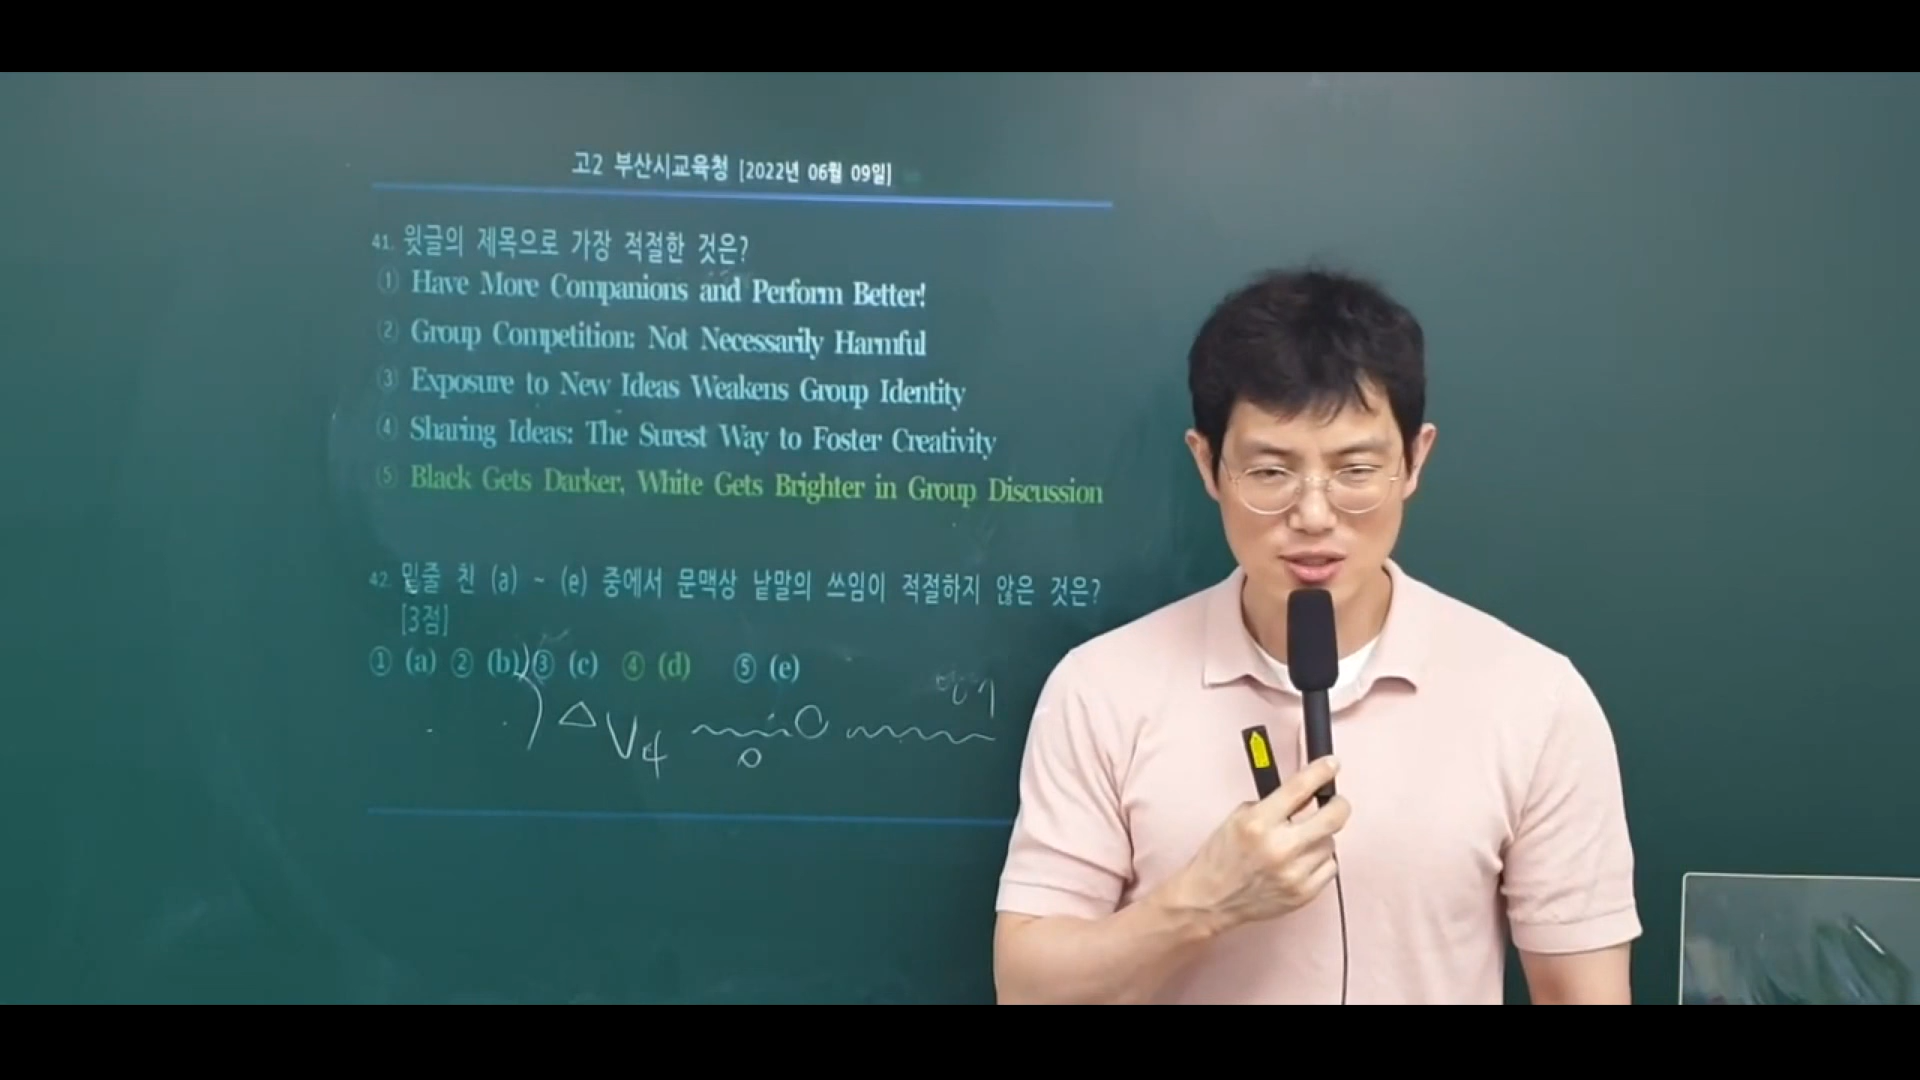 고2 부산시교육청 [2022년 06월 09일]
41. 윗글의 제목으로 가장 적절한 것은?
① Have More Companions and Perform Better!
② Group Competition: Not Necessarily Harmful
③ Exposure to New Ideas Weakens Group Identity
④ Sharing Ideas: The Surest Way to Foster Creativity
⑤ Black Gets Darker, White Gets Brighter in Group Discussion
42. 밑줄 친 (a) ~ (e) 중에서 문맥상 낱말의 쓰임이 적절하지 않은 것은?
[3점]
① (a) ② (b) ③ (c) ④ (d) ⑤ (e)